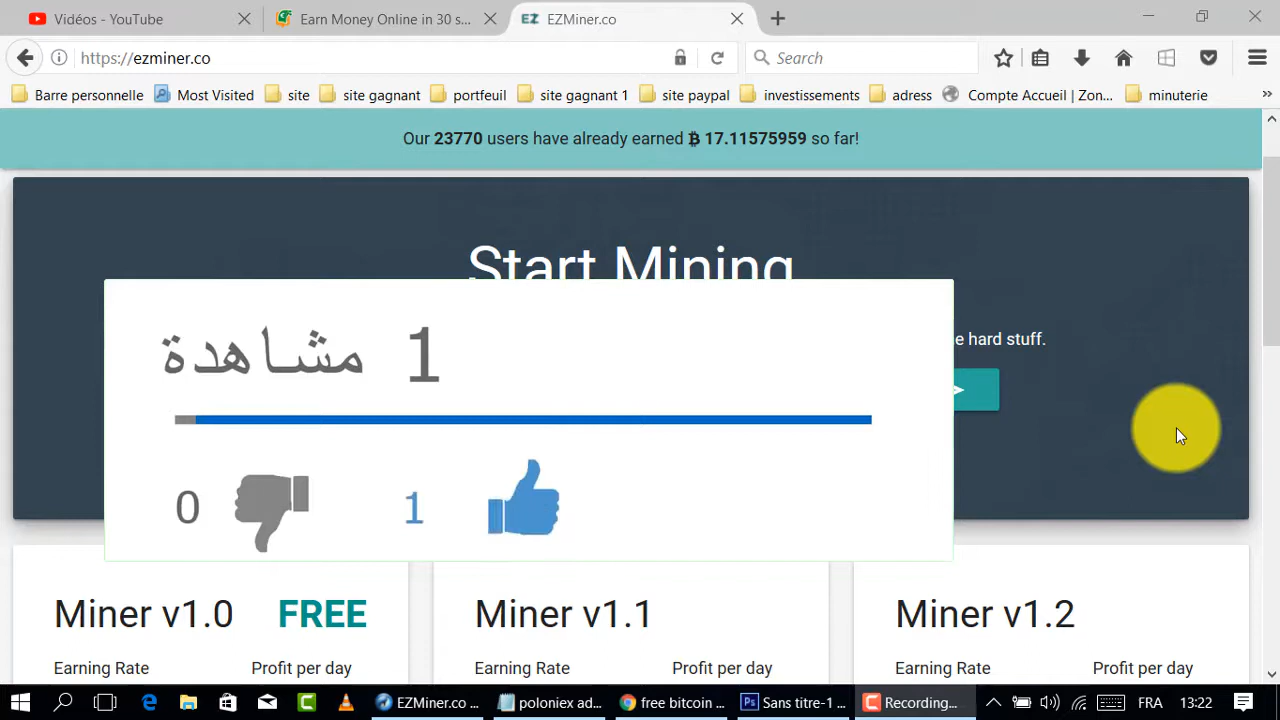 Vidéos - YouTube
Earn Money Online in 30 s...
EZ EZMiner.co
https://ezminer.co
Search
Barre personnelle
Most Visited
site
site gagnant
portfeuil
site gagnant 1
site paypal
investissements
adress
Compte Accueil | Zon...
minuterie
Our 23770 users have already earned ₿ 17.11575959 so far!
Start Mining
e hard stuff.
1 مشاهدة
0
1
Miner v1.0 FREE
Earning Rate Profit per day
Miner v1.1
Earning Rate Profit per day
Miner v1.2
Earning Rate Profit per day
EZMiner.co ...
poloniex ad...
free bitcoin ...
Ps Sans titre-1 ...
Recording...
FRA
13:22